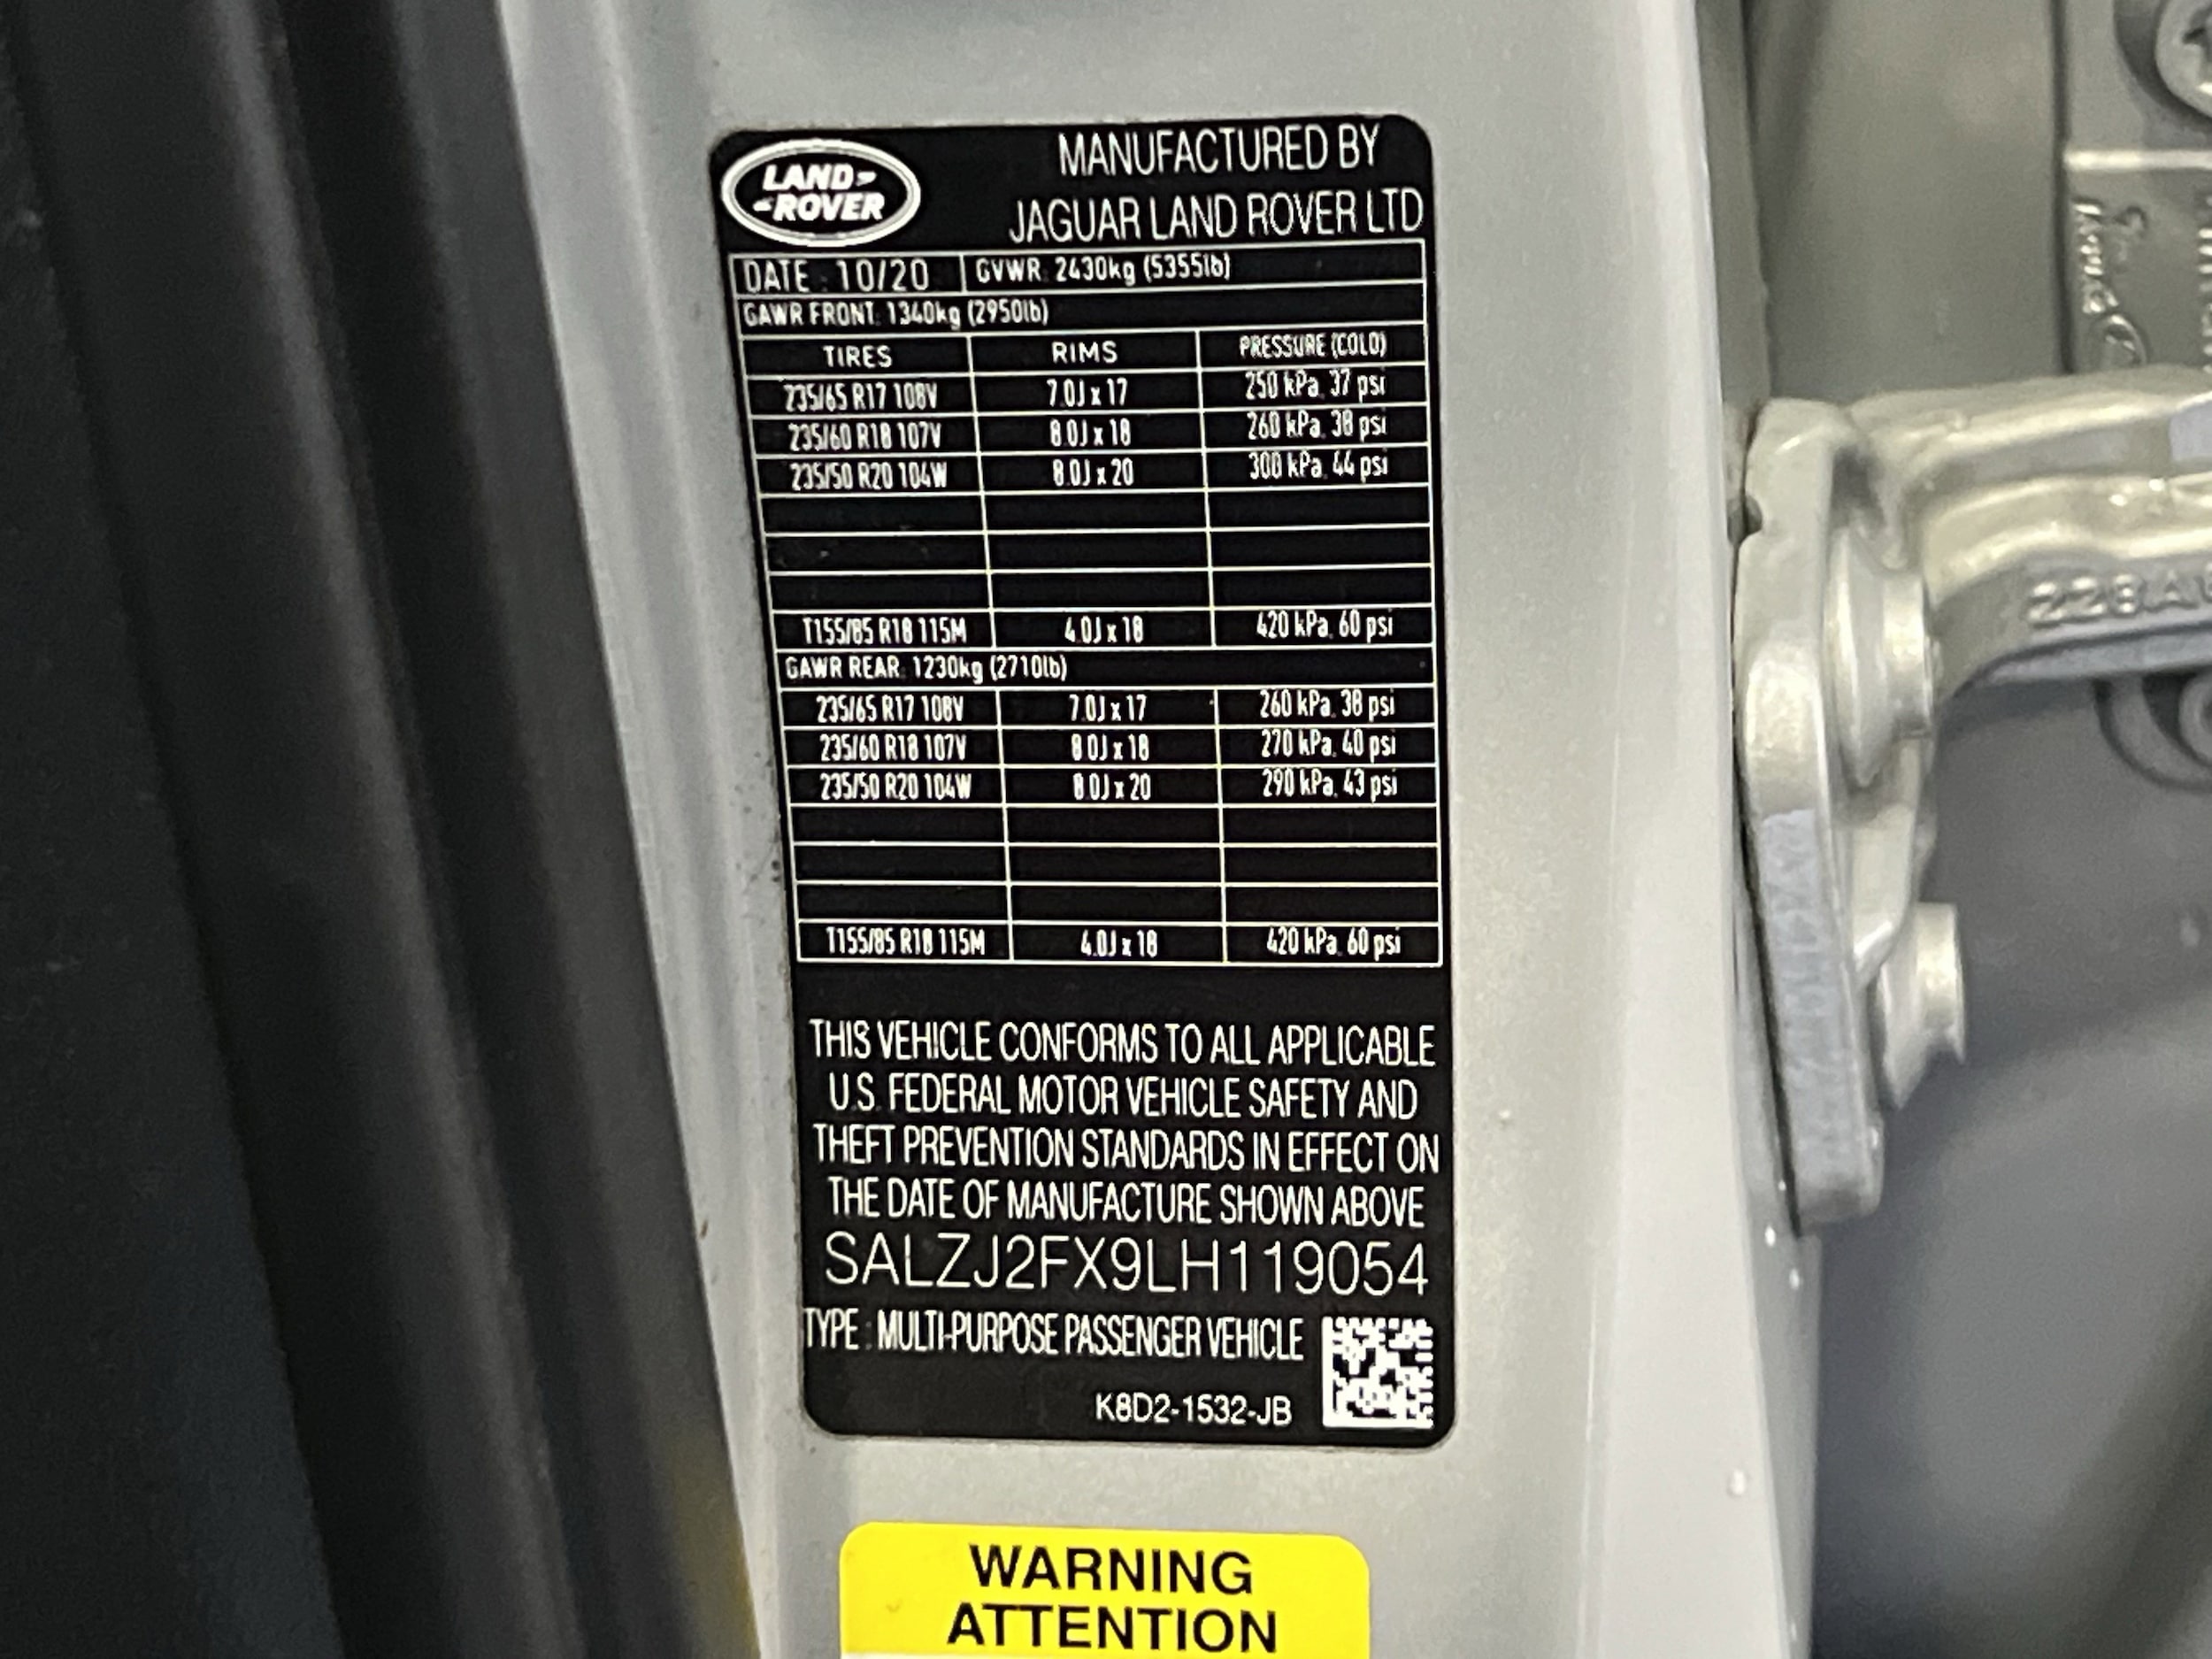 LAND-
-ROVER
MANUFACTURED BY
JAGUAR LAND ROVER LTD
DATE : 10/20 GVWR: 2430kg (5355lb)
GAWR FRONT: 1340kg (2950lb)
TIRES RIMS PRESSURE (COLD)
235/65 R17 108V 7.0J x 17 250 kPa, 37 psi
235/60 R18 107V 8.0J x 18 260 kPa, 38 psi
235/50 R20 104W 8.0J x 20 300 kPa, 44 psi
T155/85 R18 115M 4.0J x 18 420 kPa, 60 psi
GAWR REAR: 1230kg (2710lb)
235/65 R17 108V 7.0J x 17 260 kPa, 38 psi
235/60 R18 107V 8.0J x 18 270 kPa, 40 psi
235/50 R20 104W 8.0J x 20 290 kPa, 43 psi
T155/85 R18 115M 4.0J x 18 420 kPa, 60 psi
THIS VEHICLE CONFORMS TO ALL APPLICABLE
U.S. FEDERAL MOTOR VEHICLE SAFETY AND
THEFT PREVENTION STANDARDS IN EFFECT ON
THE DATE OF MANUFACTURE SHOWN ABOVE
SALZJ2FX9LH119054
TYPE : MULTI-PURPOSE PASSENGER VEHICLE
K8D2-1532-JB
WARNING
ATTENTION